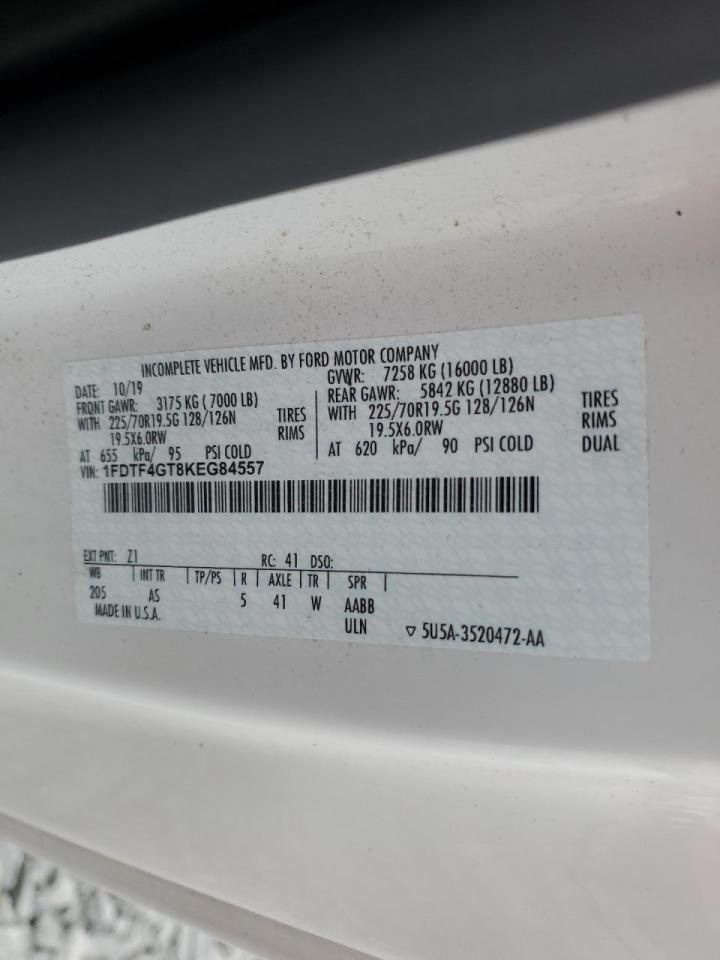 INCOMPLETE VEHICLE MFD. BY FORD MOTOR COMPANY
DATE: 10/19
GVWR: 7258 KG (16000 LB)
FRONT GAWR: 3175 KG ( 7000 LB)
REAR GAWR: 5842 KG (12880 LB)
WITH 225/70R19.5G 128/126N TIRES
WITH 225/70R19.5G 128/126N TIRES
19.5X6.0RW RIMS
19.5X6.0RW RIMS
AT 655 kPa/ 95 PSI COLD
AT 620 kPa/ 90 PSI COLD DUAL
VIN: 1FDTF4GT8KEG84557
EXT PNT: Z1 RC: 41 DSO:
WB INT TR TP/PS R AXLE TR SPR
205 AS 5 41 W AABB
MADE IN U.S.A. ULN
5U5A-3520472-AA